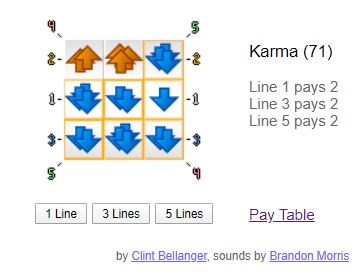 4 5
2 2
Karma (71)
1 1
Line 1 pays 2
Line 3 pays 2
Line 5 pays 2
3 3
5 4
1 Line 3 Lines 5 Lines
Pay Table
by Clint Bellanger, sounds by Brandon Morris